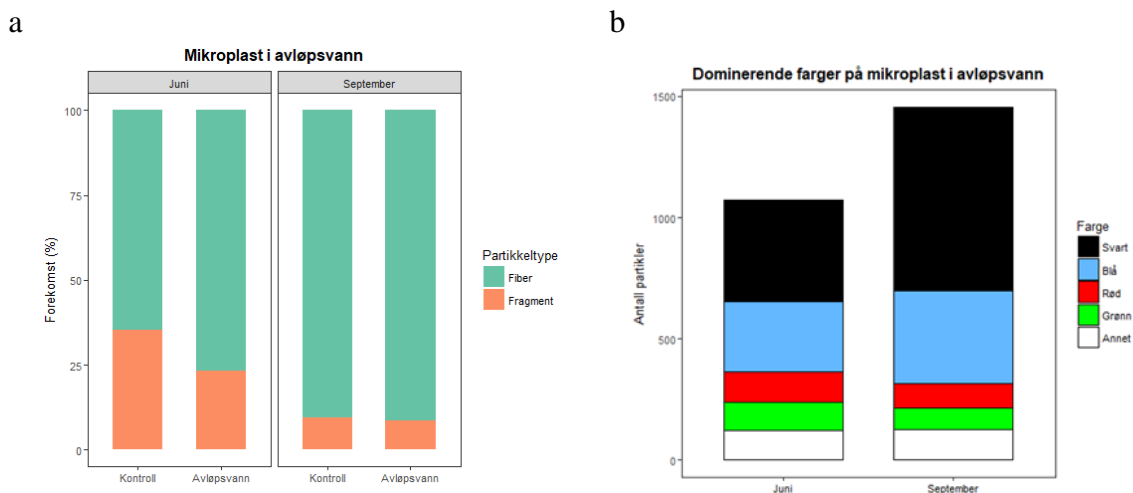 a
Mikroplast i avløpsvann
Juni
September
100
75
50
25
0
Forekomst (%)
Kontroll
Avløpsvann
Kontroll
Avløpsvann
Partikkeltype
Fiber
Fragment
b
Dominerende farger på mikroplast i avløpsvann
1500
1000
500
0
Antall partikler
Juni
September
Farge
Svart
Blå
Rød
Grønn
Annet